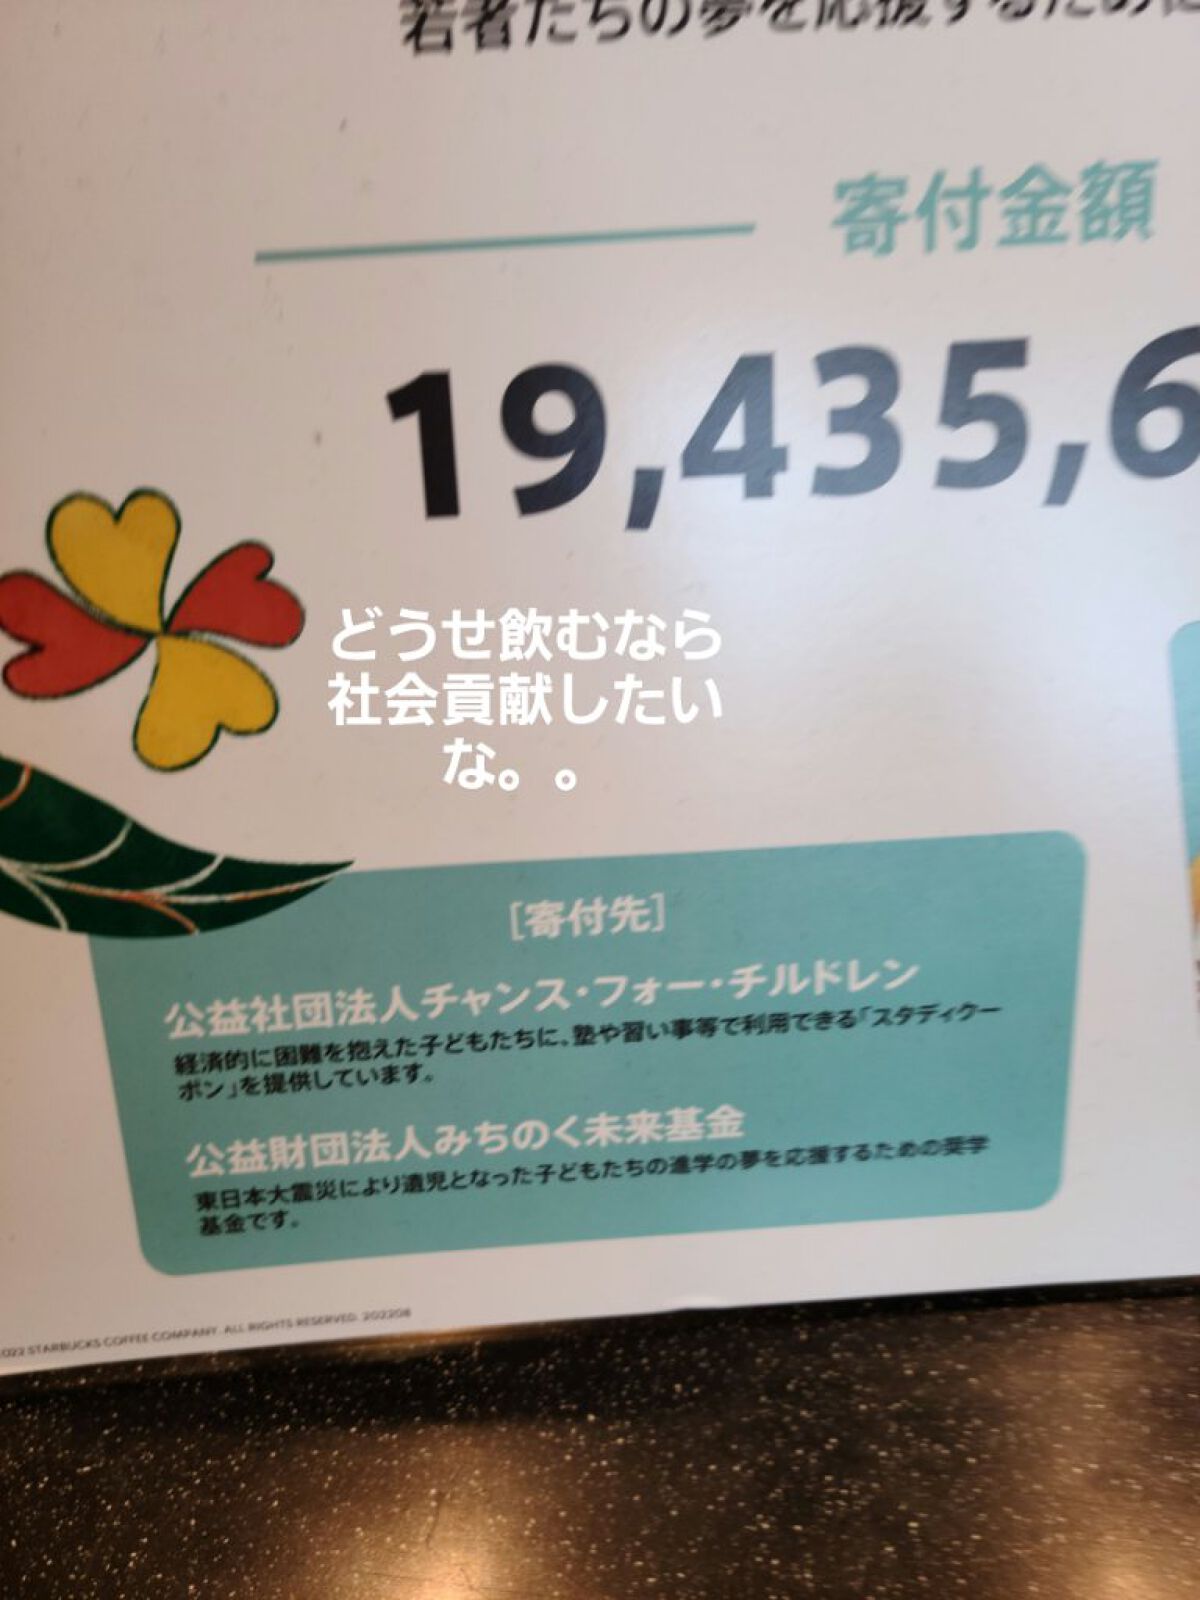 若者たちの夢を応援するために
寄付金額
19,435,6
どうせ飲むなら
社会貢献したい
な。。
[寄付先]
公益社団法人チャンス・フォー・チルドレン
経済的に困難を抱えた子どもたちに、塾や習い事等で利用できる「スタディクー
ポン」を提供しています。
公益財団法人みちのく未来基金
東日本大震災により遺児となった子どもたちの進学の夢を応援するための奨学
基金です。
022 STARBUCKS COFFEE COMPANY. ALL RIGHTS RESERVED. 202208